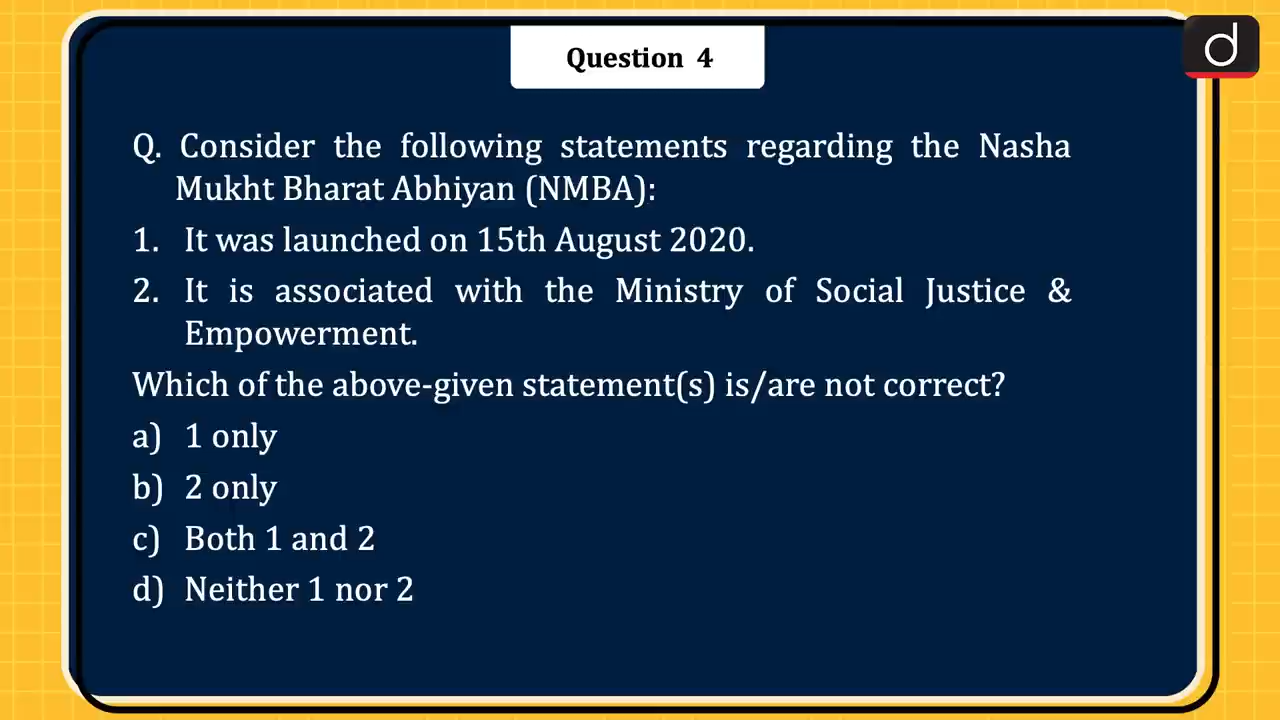 Question 4
d
Q. Consider the following statements regarding the Nasha
Mukht Bharat Abhiyan (NMBA):
1. It was launched on 15th August 2020.
2. It is associated with the Ministry of Social Justice &
Empowerment.
Which of the above-given statement(s) is/are not correct?
a) 1 only
b) 2 only
c) Both 1 and 2
d) Neither 1 nor 2